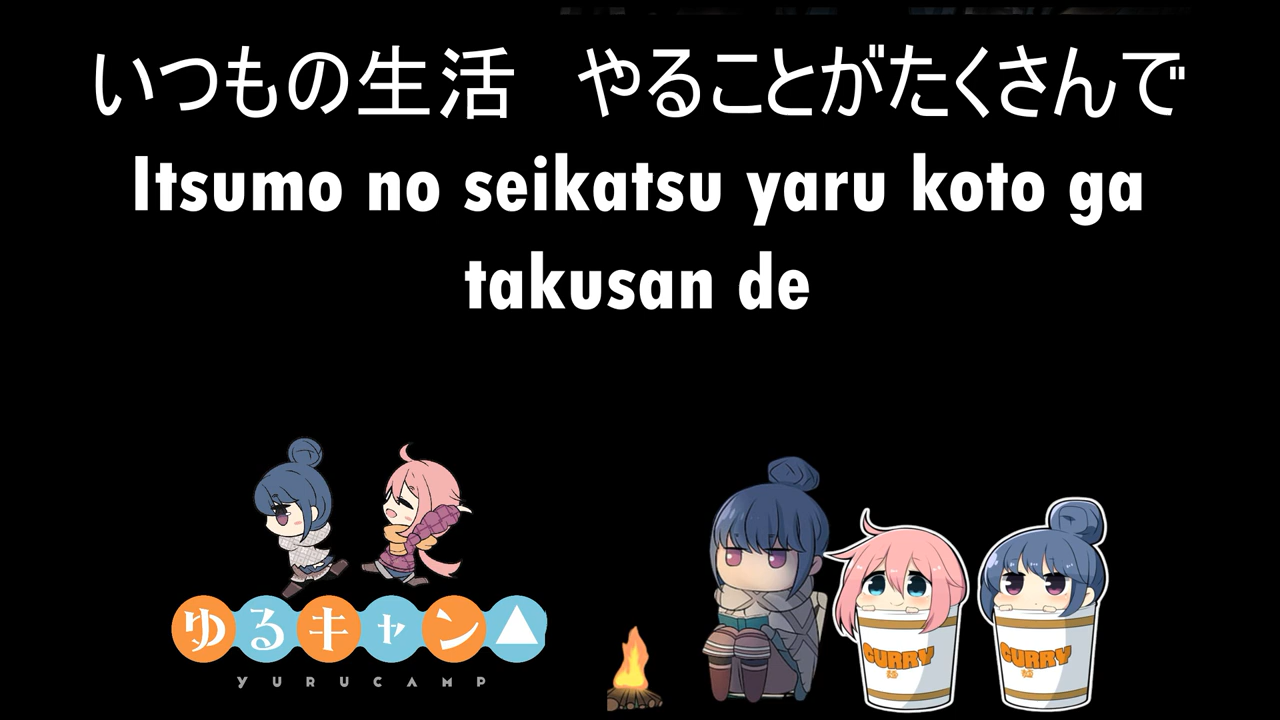 いつもの生活　やることがたくさんで
Itsumo no seikatsu yaru koto ga
takusan de
ゆるキャン△
YURUCAMP
CURRY
CURRY